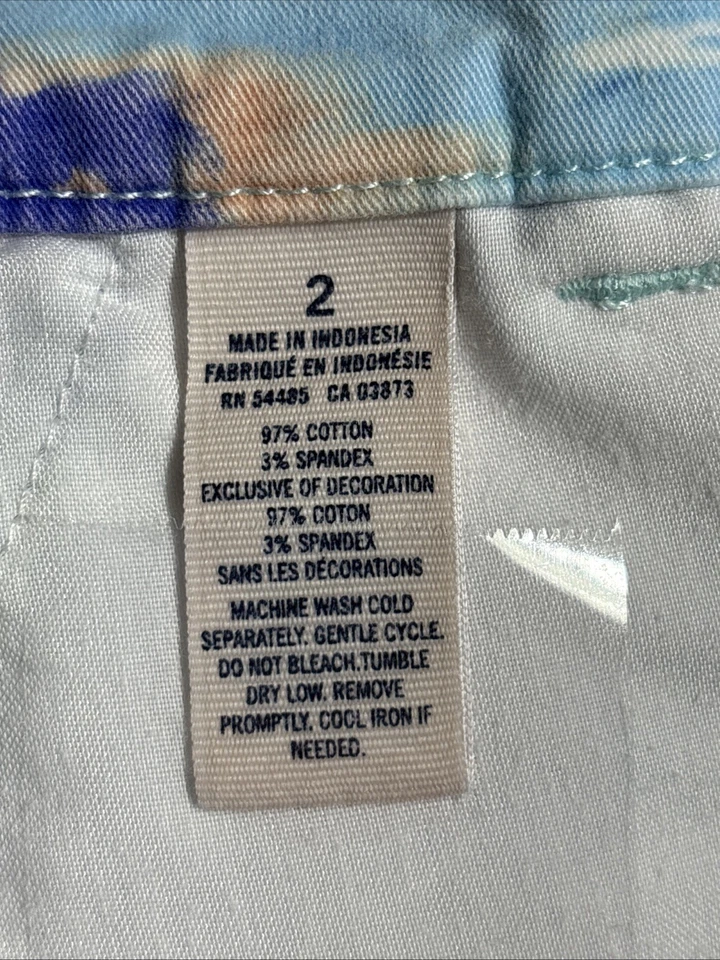 2
MADE IN INDONESIA
FABRIQUÉ EN INDONÉSIE
RN 54485 CA 03873
97% COTTON
3% SPANDEX
EXCLUSIVE OF DECORATION
97% COTON
3% SPANDEX
SANS LES DÉCORATIONS
MACHINE WASH COLD
SEPARATELY. GENTLE CYCLE.
DO NOT BLEACH.TUMBLE
DRY LOW. REMOVE
PROMPTLY. COOL IRON IF
NEEDED.